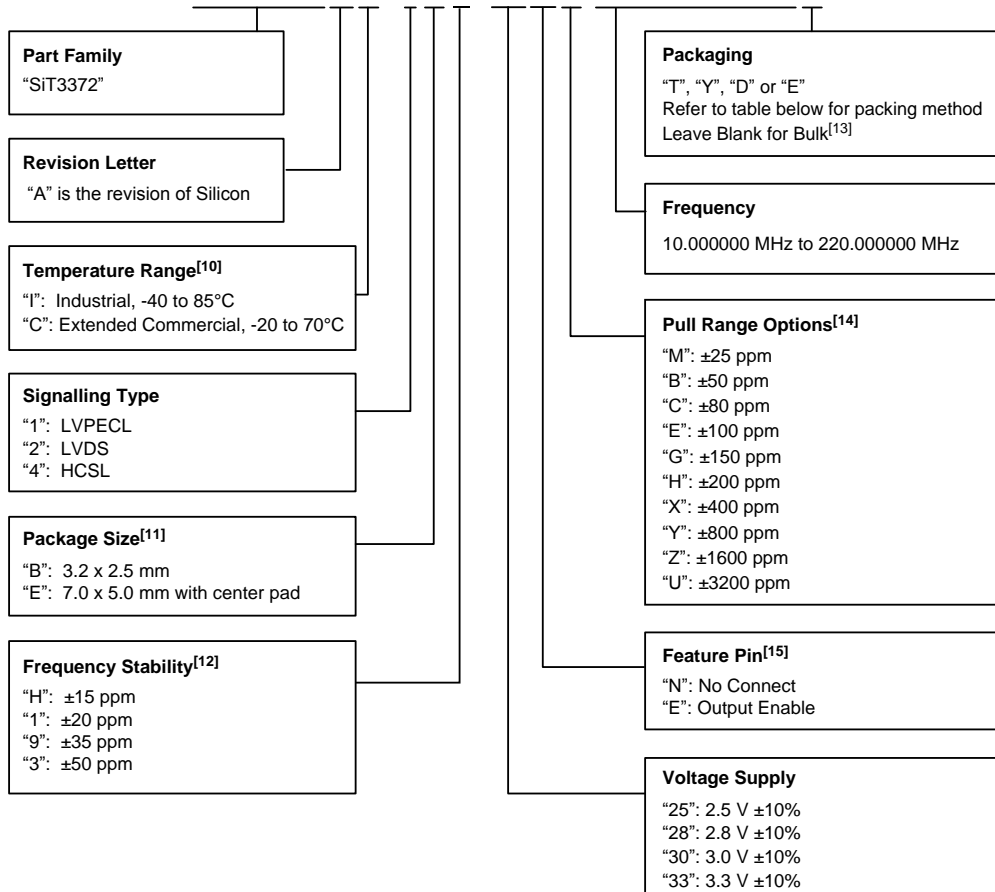 Part Family
“SiT3372”
Revision Letter
“A” is the revision of Silicon
Temperature Range[10]
“I”: Industrial, -40 to 85°C
“C”: Extended Commercial, -20 to 70°C
Signalling Type
“1”: LVPECL
“2”: LVDS
“4”: HCSL
Package Size[11]
“B”: 3.2 x 2.5 mm
“E”: 7.0 x 5.0 mm with center pad
Frequency Stability[12]
“H”: ±15 ppm
“1”: ±20 ppm
“9”: ±35 ppm
“3”: ±50 ppm
Packaging
“T”, “Y”, “D” or “E”
Refer to table below for packing method
Leave Blank for Bulk[13]
Frequency
10.000000 MHz to 220.000000 MHz
Pull Range Options[14]
“M”: ±25 ppm
“B”: ±50 ppm
“C”: ±80 ppm
“E”: ±100 ppm
“G”: ±150 ppm
“H”: ±200 ppm
“X”: ±400 ppm
“Y”: ±800 ppm
“Z”: ±1600 ppm
“U”: ±3200 ppm
Feature Pin[15]
“N”: No Connect
“E”: Output Enable
Voltage Supply
“25”: 2.5 V ±10%
“28”: 2.8 V ±10%
“30”: 3.0 V ±10%
“33”: 3.3 V ±10%